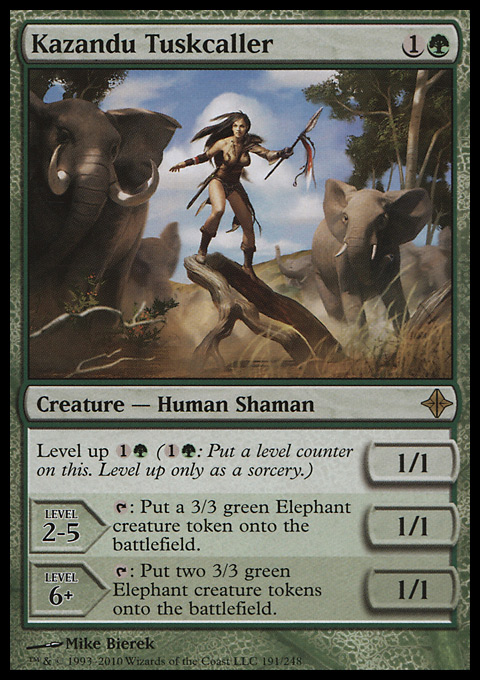 Kazandu Tuskcaller 1
Creature — Human Shaman
Level up 1 ( 1 : Put a level counter
on this. Level up only as a sorcery.)
1/1
LEVEL
2-5
: Put a 3/3 green Elephant
creature token onto the
battlefield.
1/1
LEVEL
6+
: Put two 3/3 green
Elephant creature tokens
onto the battlefield.
1/1
Mike Bierek
™ & © 1993-2010 Wizards of the Coast LLC 191/248